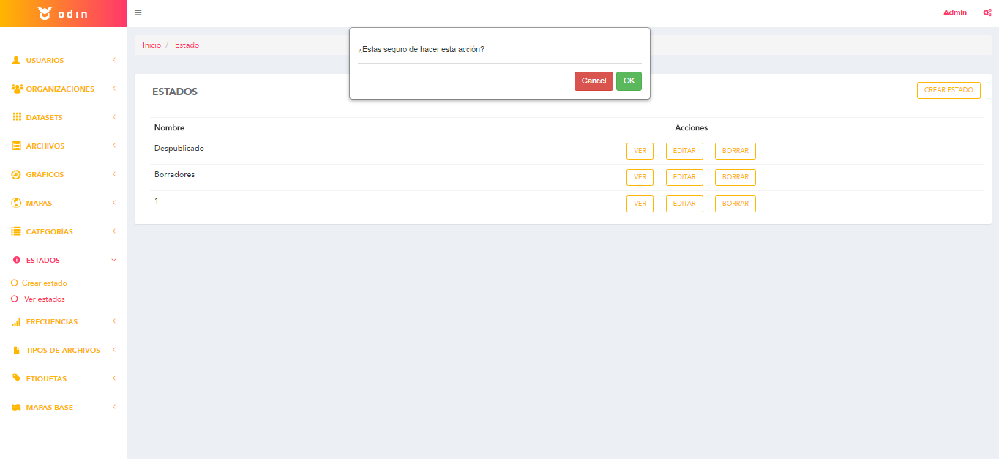 odin
Admin
USUARIOS
ORGANIZACIONES
DATASETS
ARCHIVOS
GRÁFICOS
MAPAS
CATEGORÍAS
ESTADOS
Crear estado
Ver estados
FRECUENCIAS
TIPOS DE ARCHIVOS
ETIQUETAS
MAPAS BASE
Inicio / Estado
¿Estas seguro de hacer esta acción?
Cancel OK
ESTADOS CREAR ESTADO
Nombre Acciones
Despublicado VER EDITAR BORRAR
Borradores VER EDITAR BORRAR
1 VER EDITAR BORRAR